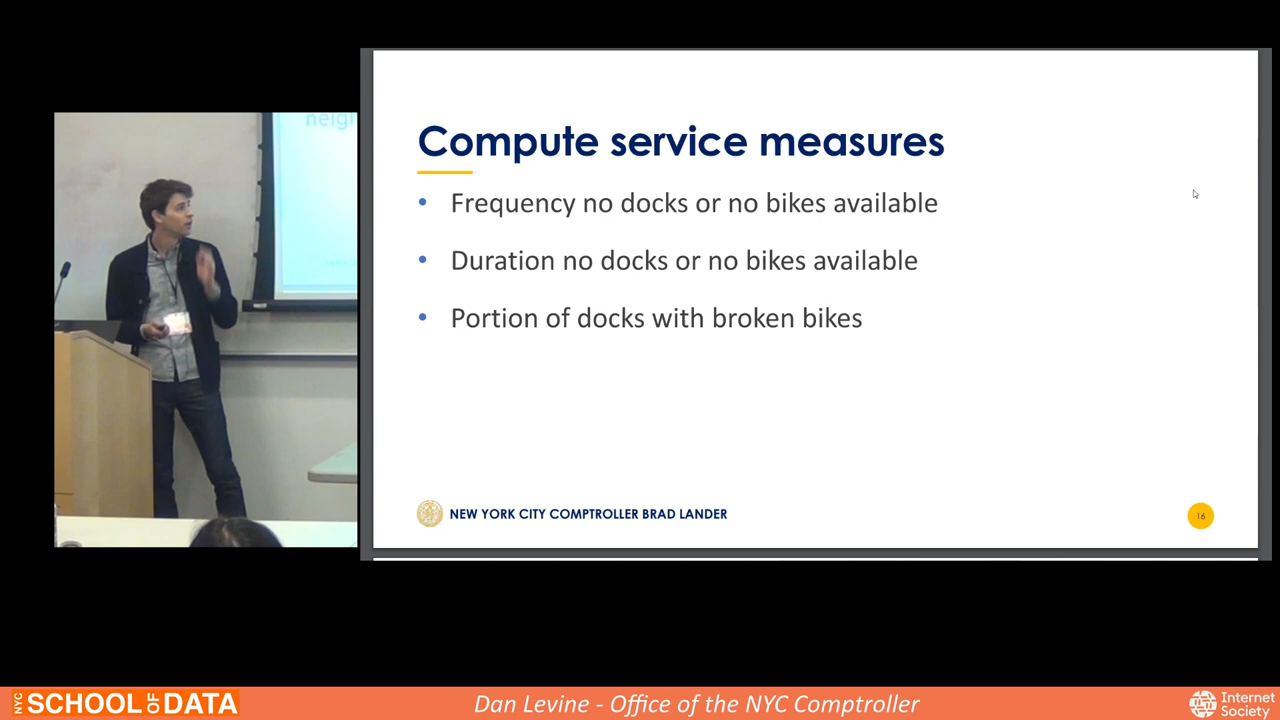 neigh
Compute service measures
• Frequency no docks or no bikes available
• Duration no docks or no bikes available
• Portion of docks with broken bikes
NEW YORK CITY COMPTROLLER BRAD LANDER
16
NYC SCHOOL OF DATA
Dan Levine - Office of the NYC Comptroller
Internet
Society